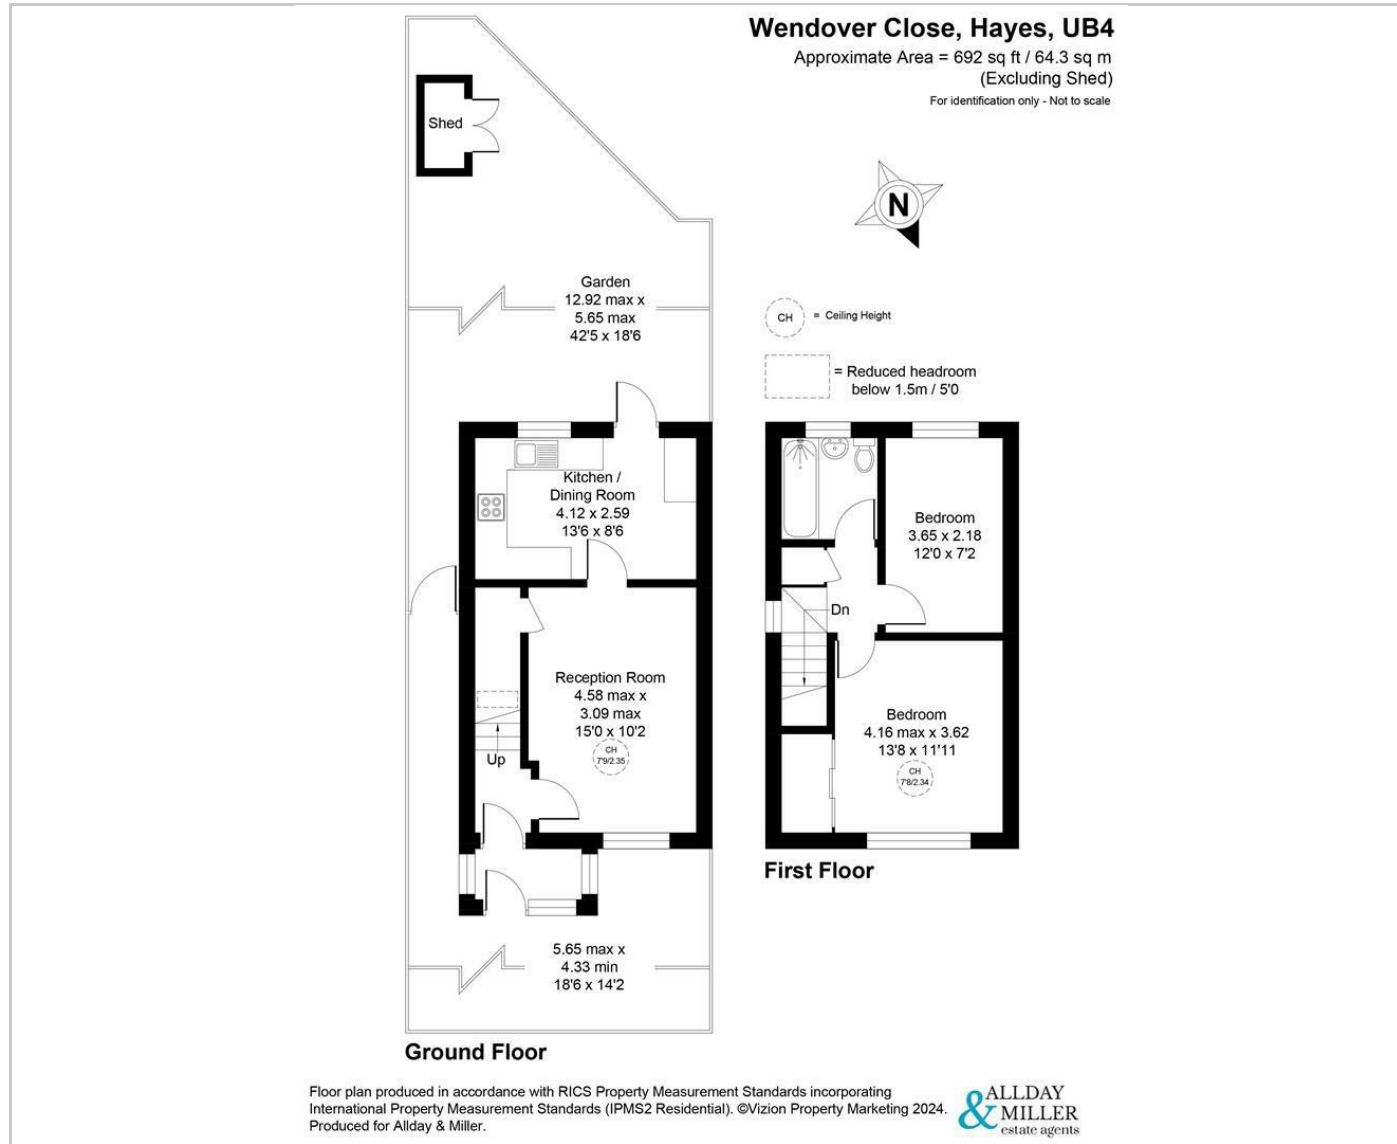 Wendover Close, Hayes, UB4
Approximate Area = 692 sq ft / 64.3 sq m
(Excluding Shed)
For identification only - Not to scale
Shed
N
Garden
12.92 max x
5.65 max
42'5 x 18'6
CH
= Ceiling Height
= Reduced headroom
below 1.5m / 5'0
Kitchen /
Dining Room
4.12 x 2.59
13'6 x 8'6
Reception Room
4.58 max x
3.09 max
15'0 x 10'2
CH
7'9/2.35
Up
5.65 max x
4.33 min
18'6 x 14'2
Ground Floor
Bedroom
3.65 x 2.18
12'0 x 7'2
Dn
Bedroom
4.16 max x 3.62
13'8 x 11'11
CH
7'8/2.34
First Floor
Floor plan produced in accordance with RICS Property Measurement Standards incorporating
International Property Measurement Standards (IPMS2 Residential). ©Vizion Property Marketing 2024.
Produced for Allday & Miller.
ALLDAY
& MILLER
estate agents